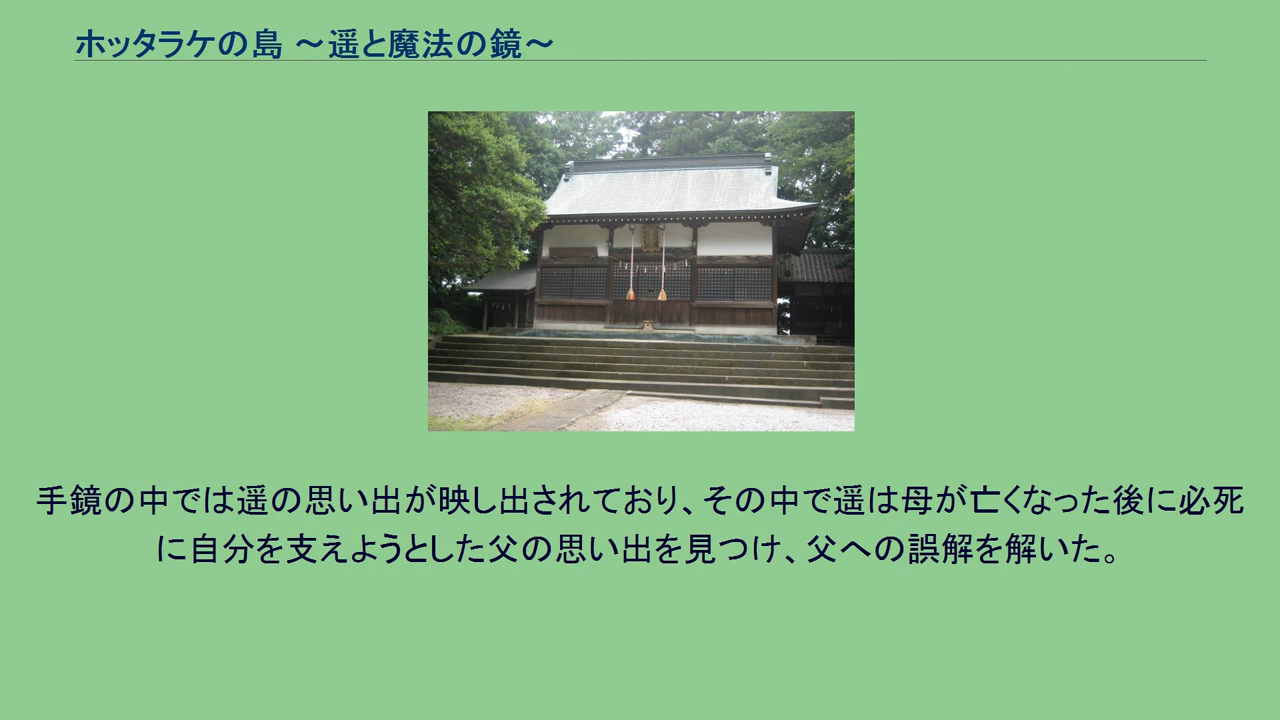 ホッタラケの島 ～遥と魔法の鏡～
手鏡の中では遥の思い出が映し出されており、その中で遥は母が亡くなった後に必死
に自分を支えようとした父の思い出を見つけ、父への誤解を解いた。